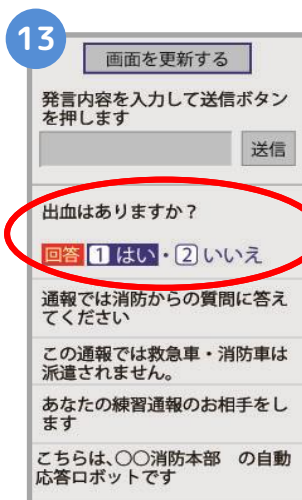 13
画面を更新する
発言内容を入力して送信ボタン
を押します
送信
出血はありますか？
回答 1 はい・2 いいえ
通報では消防からの質問に答え
てください
この通報では救急車・消防車は
派遣されません。
あなたの練習通報のお相手をし
ます
こちらは、〇〇消防本部　の自動
応答ロボットです